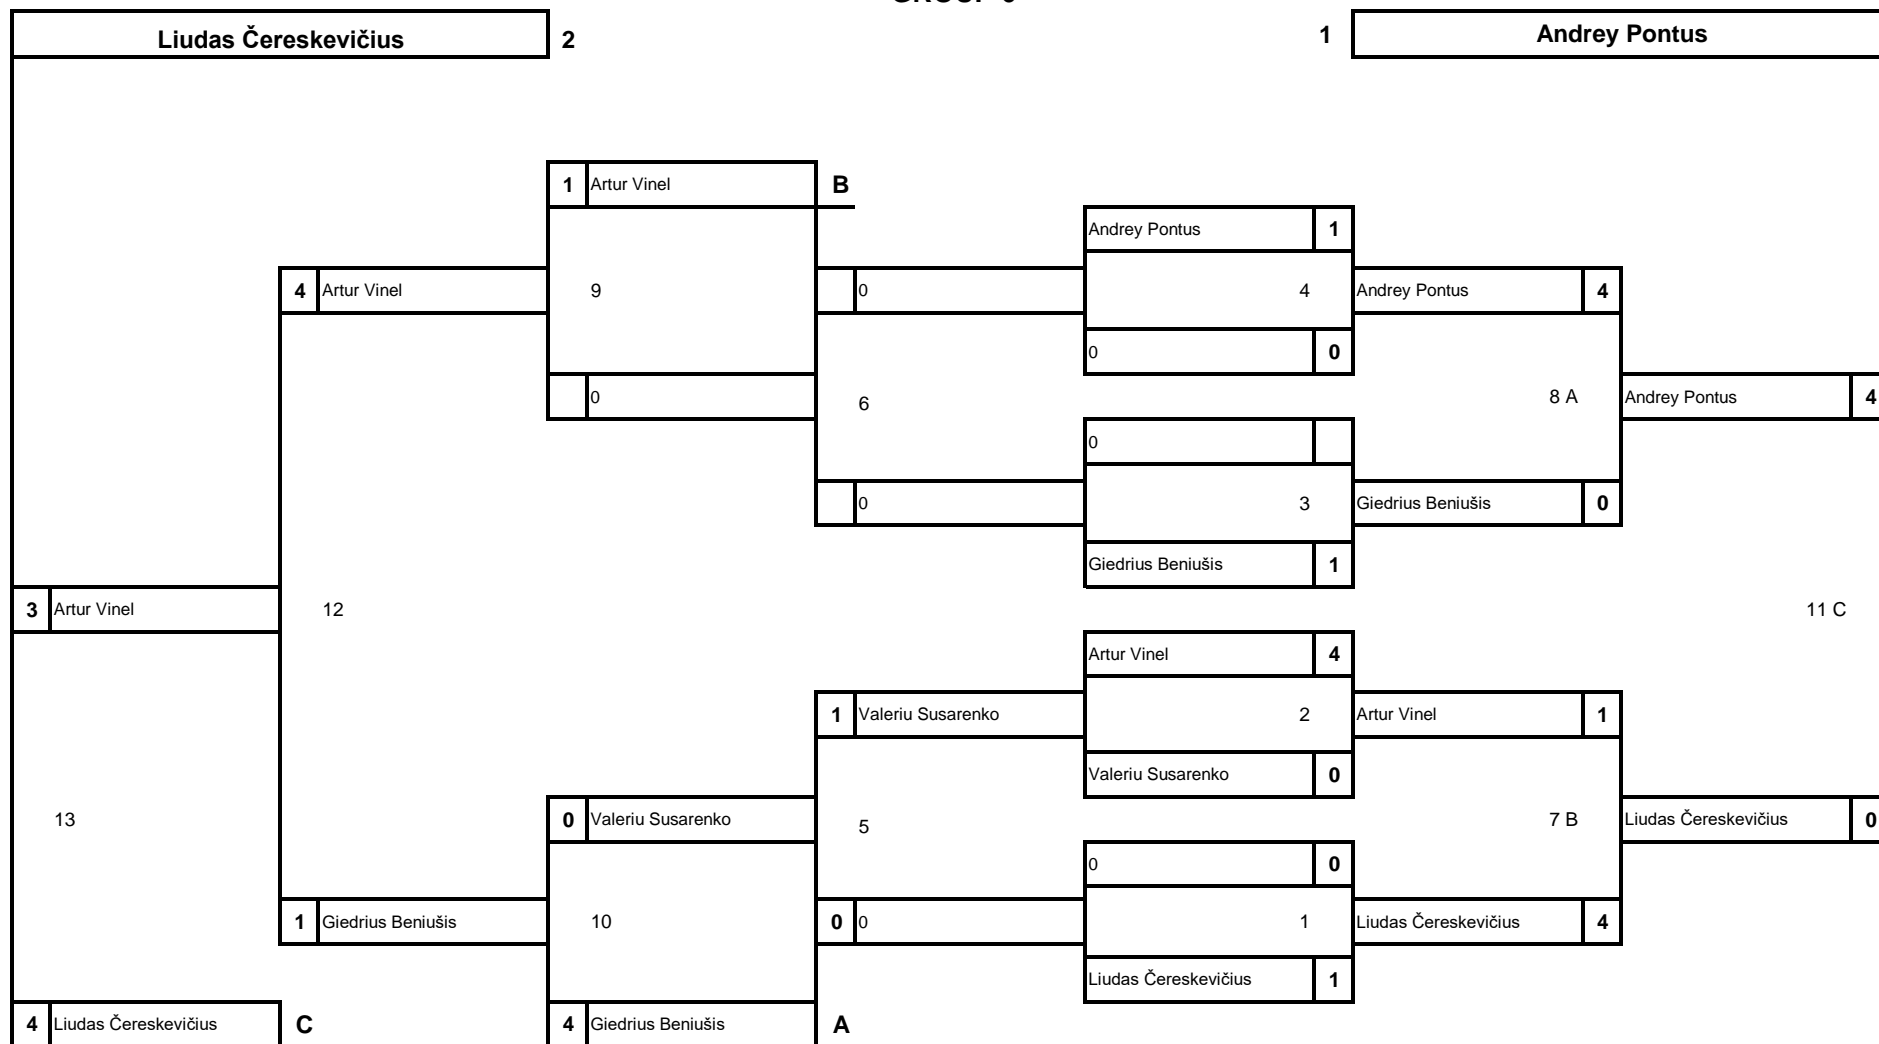 Liudas Čereskevičius 2 1 Andrey Pontus
1 Artur Vinel B
Andrey Pontus 1
4 Artur Vinel 9 0 4 Andrey Pontus 4
0 0
0 6 8 A Andrey Pontus 4
0
0 3 Giedrius Beniušis 0
Giedrius Beniušis 1
3 Artur Vinel 12 11 C
Artur Vinel 4
1 Valeriu Susarenko 2 Artur Vinel 1
Valeriu Susarenko 0
13 0 Valeriu Susarenko 5 7 B Liudas Čereskevičius 0
0 0
1 Giedrius Beniušis 10 0 0 1 Liudas Čereskevičius 4
Liudas Čereskevičius 1
4 Liudas Čereskevičius C 4 Giedrius Beniušis A